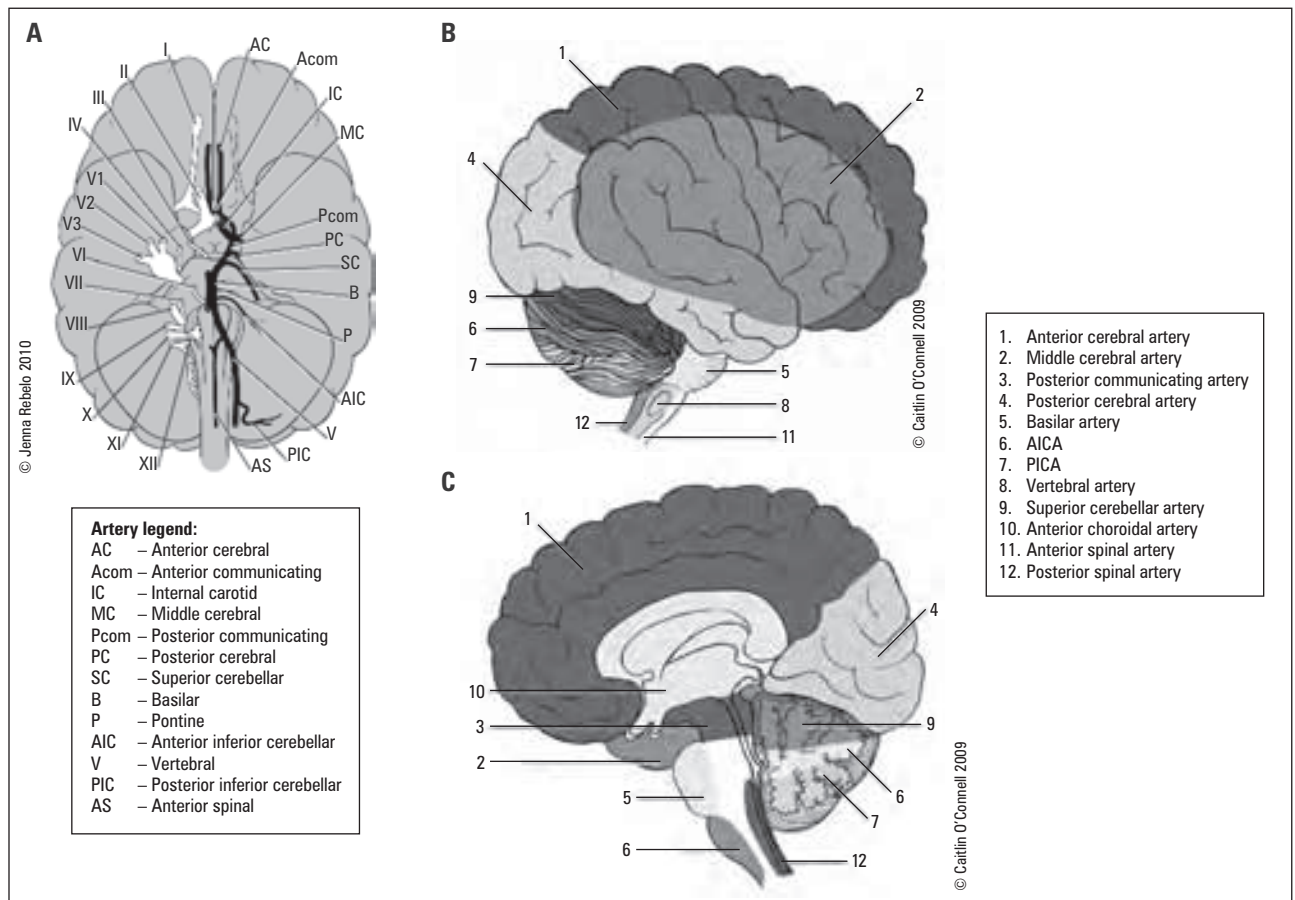 A
I
II
III
IV
V1
V2
V3
VI
VII
VIII
IX
X
XI
XII
AC
Acom
IC
MC
Pcom
PC
SC
B
P
AIC
V
PIC
AS
© Jenna Rebelo 2010
Artery legend:
AC – Anterior cerebral
Acom – Anterior communicating
IC – Internal carotid
MC – Middle cerebral
Pcom – Posterior communicating
PC – Posterior cerebral
SC – Superior cerebellar
B – Basilar
P – Pontine
AIC – Anterior inferior cerebellar
V – Vertebral
PIC – Posterior inferior cerebellar
AS – Anterior spinal
B
1
2
4
9
6
7
5
8
12
11
© Caitlin O'Connell 2009
C
1
4
10
3
9
2
6
5
7
6
12
© Caitlin O'Connell 2009
1. Anterior cerebral artery
2. Middle cerebral artery
3. Posterior communicating artery
4. Posterior cerebral artery
5. Basilar artery
6. AICA
7. PICA
8. Vertebral artery
9. Superior cerebellar artery
10. Anterior choroidal artery
11. Anterior spinal artery
12. Posterior spinal artery